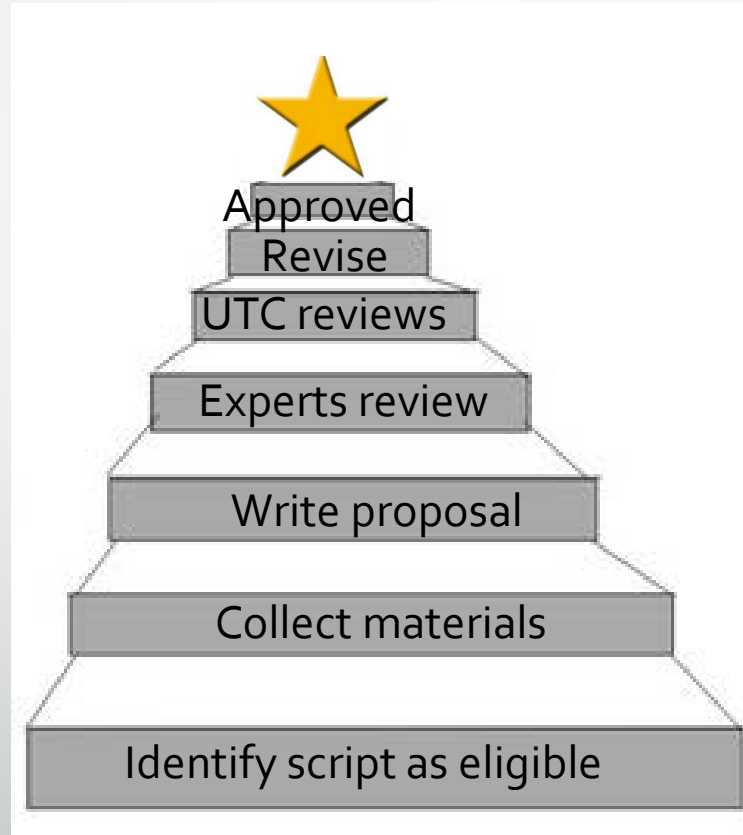 Approved
Revise
UTC reviews
Experts review
Write proposal
Collect materials
Identify script as eligible